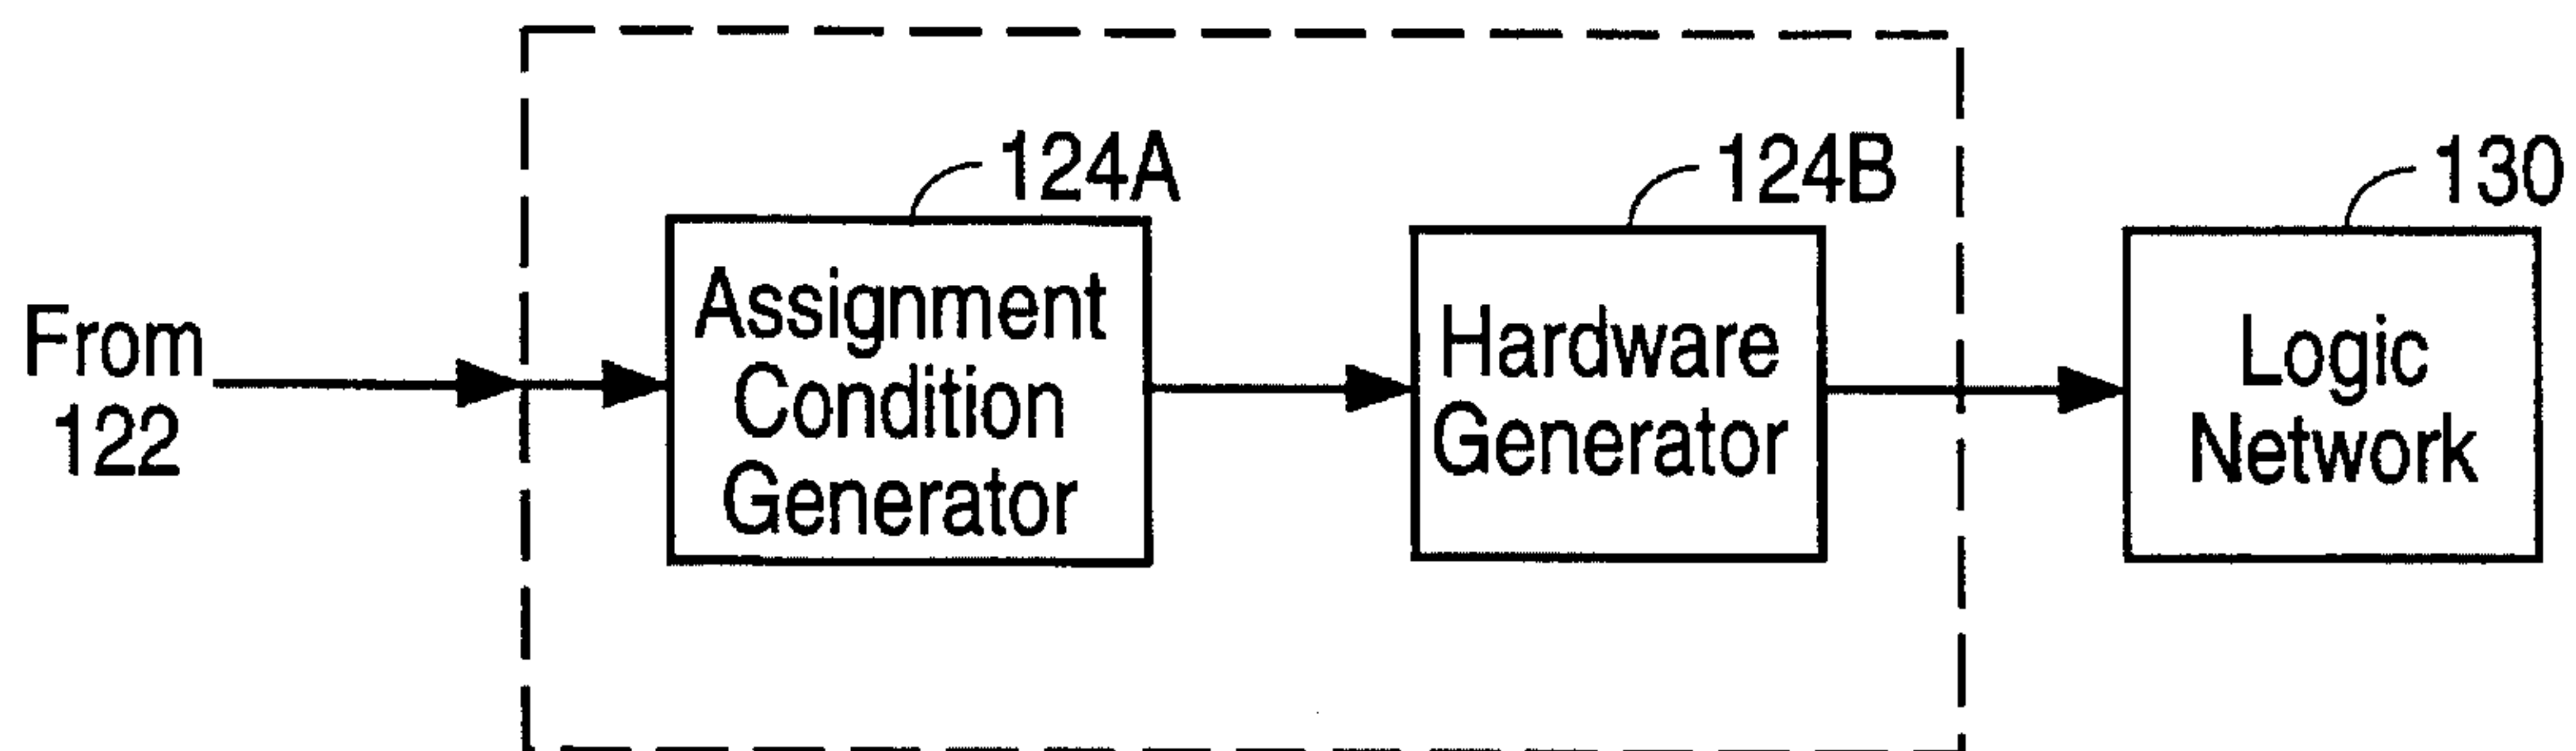 124A
124B
130
From
122
Assignment
Condition
Generator
Hardware
Generator
Logic
Network